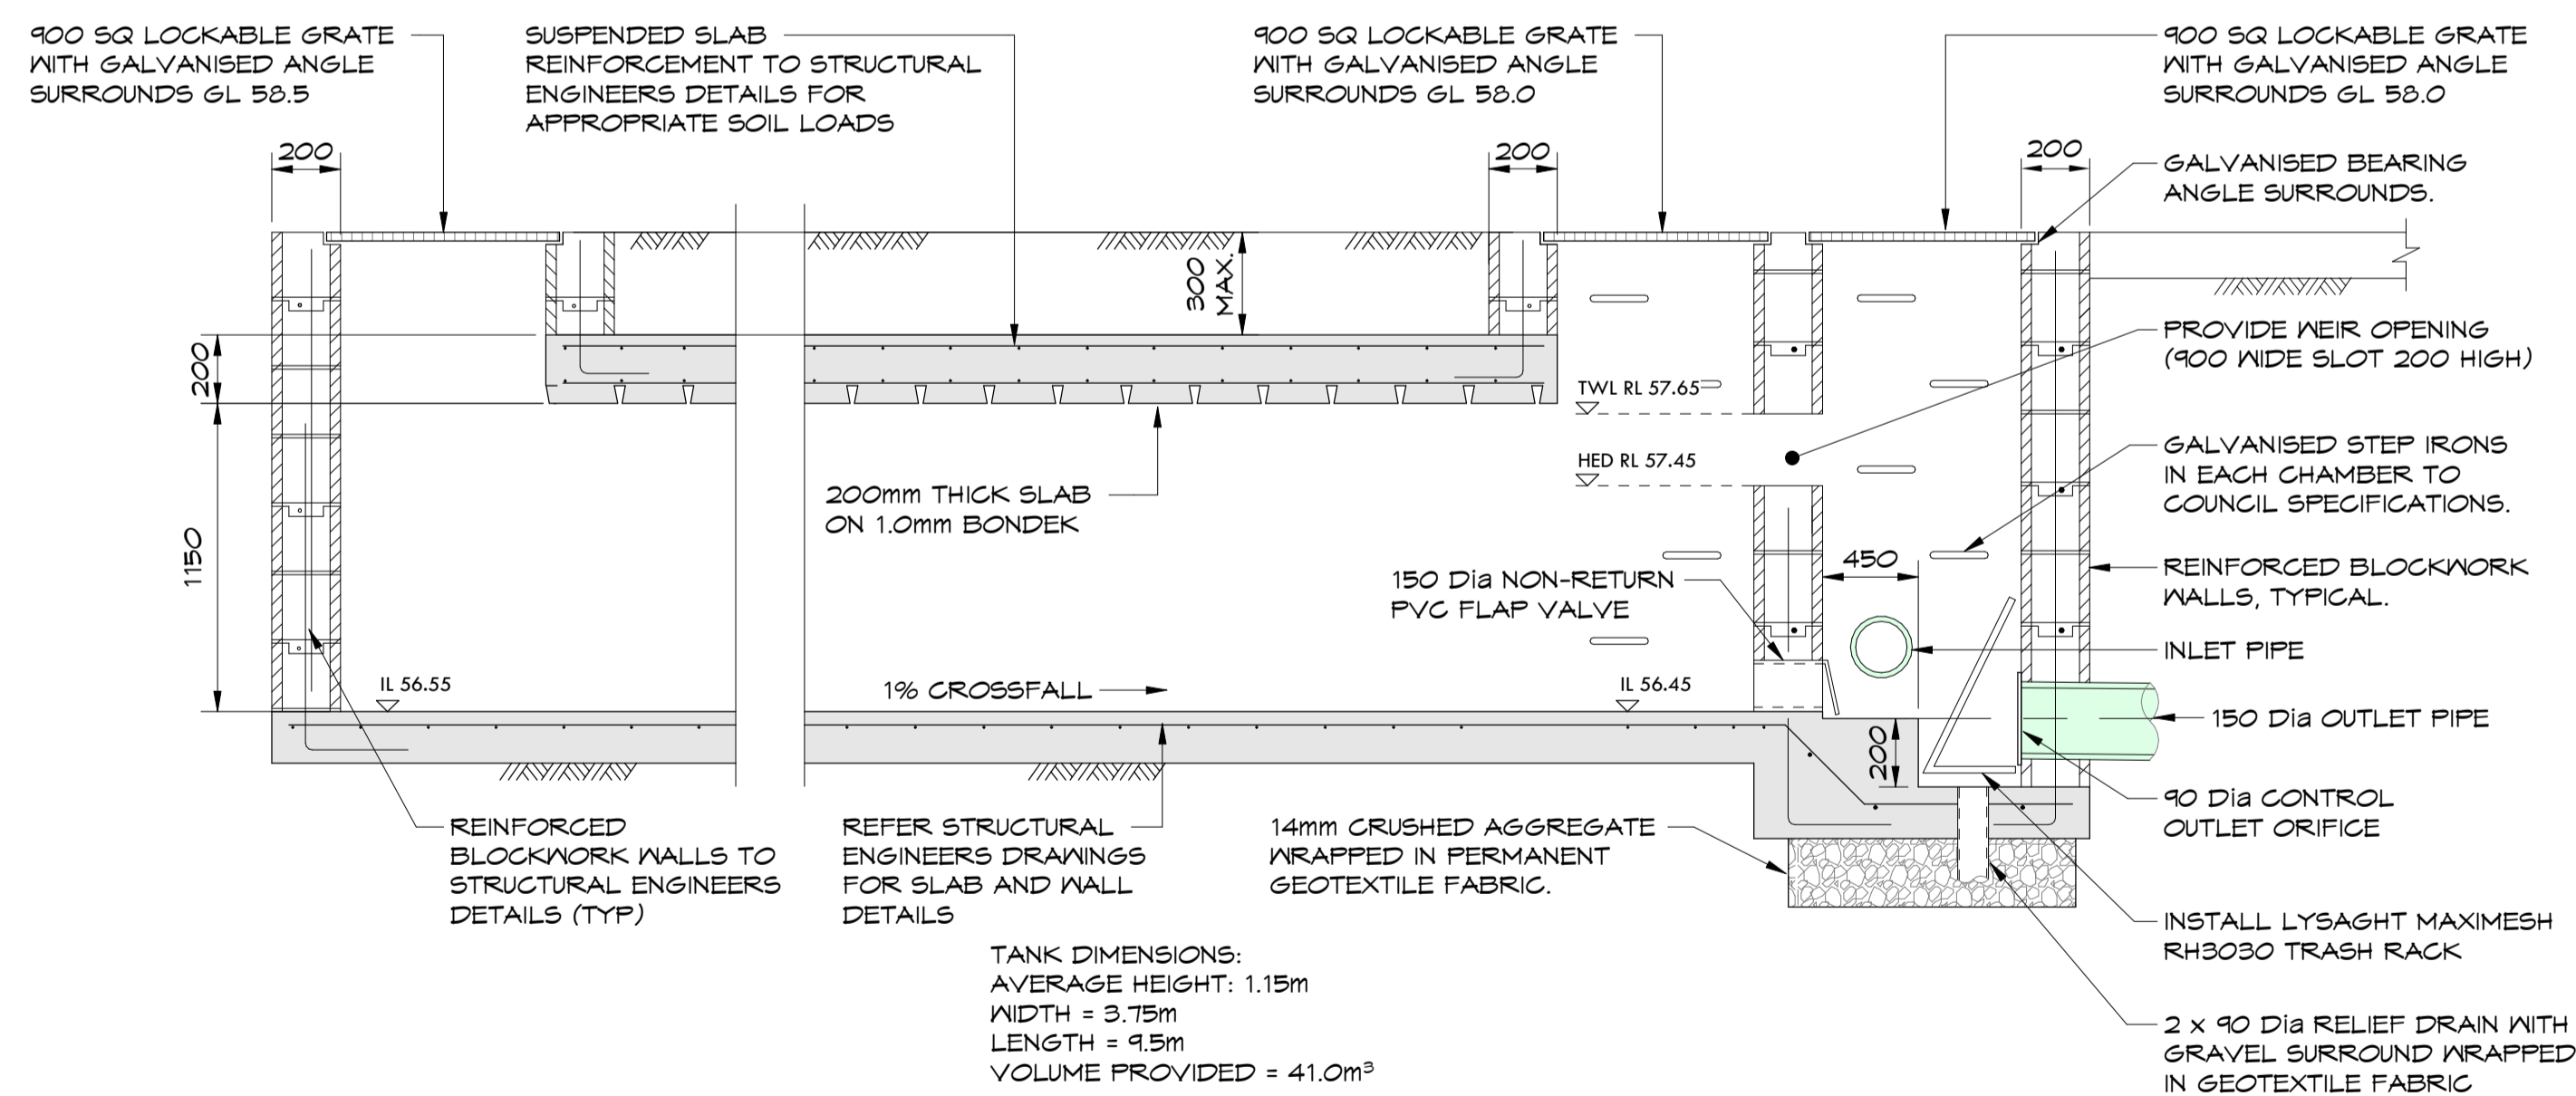 900 SQ LOCKABLE GRATE
WITH GALVANISED ANGLE
SURROUNDS GL 58.5
SUSPENDED SLAB
REINFORCEMENT TO STRUCTURAL
ENGINEERS DETAILS FOR
APPROPRIATE SOIL LOADS
900 SQ LOCKABLE GRATE
WITH GALVANISED ANGLE
SURROUNDS GL 58.0
900 SQ LOCKABLE GRATE
WITH GALVANISED ANGLE
SURROUNDS GL 58.0
200
200
200
GALVANISED BEARING
ANGLE SURROUNDS.
300
MAX.
PROVIDE WEIR OPENING
(900 WIDE SLOT 200 HIGH)
200
TWL RL 57.65
HED RL 57.45
GALVANISED STEP IRONS
IN EACH CHAMBER TO
COUNCIL SPECIFICATIONS.
200mm THICK SLAB
ON 1.0mm BONDEK
1150
450
150 Dia NON-RETURN
PVC FLAP VALVE
REINFORCED BLOCKWORK
WALLS, TYPICAL.
INLET PIPE
IL 56.55
1% CROSSFALL
IL 56.45
150 Dia OUTLET PIPE
200
90 Dia CONTROL
OUTLET ORIFICE
REINFORCED
BLOCKWORK WALLS TO
STRUCTURAL ENGINEERS
DETAILS (TYP)
REFER STRUCTURAL
ENGINEERS DRAWINGS
FOR SLAB AND WALL
DETAILS
14mm CRUSHED AGGREGATE
WRAPPED IN PERMANENT
GEOTEXTILE FABRIC.
INSTALL LYSAGHT MAXIMESH
RH3030 TRASH RACK
TANK DIMENSIONS:
AVERAGE HEIGHT: 1.15m
WIDTH = 3.75m
LENGTH = 9.5m
VOLUME PROVIDED = 41.0m³
2 x 90 Dia RELIEF DRAIN WITH
GRAVEL SURROUND WRAPPED
IN GEOTEXTILE FABRIC